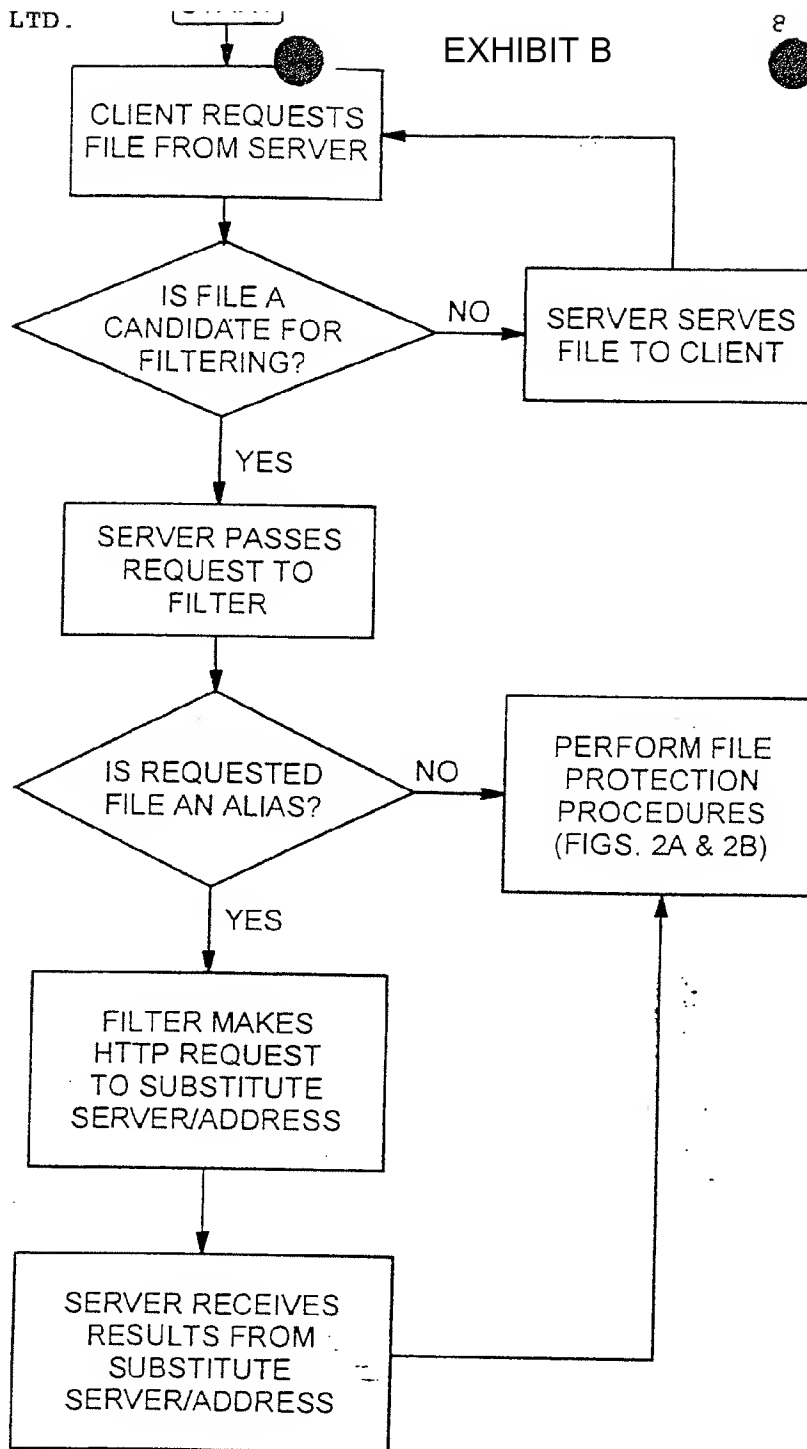 LTD.
EXHIBIT B
8
CLIENT REQUESTS
FILE FROM SERVER
IS FILE A
CANDIDATE FOR
FILTERING?
NO
SERVER SERVES
FILE TO CLIENT
YES
SERVER PASSES
REQUEST TO
FILTER
IS REQUESTED
FILE AN ALIAS?
NO
PERFORM FILE
PROTECTION
PROCEDURES
(FIGS. 2A & 2B)
YES
FILTER MAKES
HTTP REQUEST
TO SUBSTITUTE
SERVER/ADDRESS
SERVER RECEIVES
RESULTS FROM
SUBSTITUTE
SERVER/ADDRESS